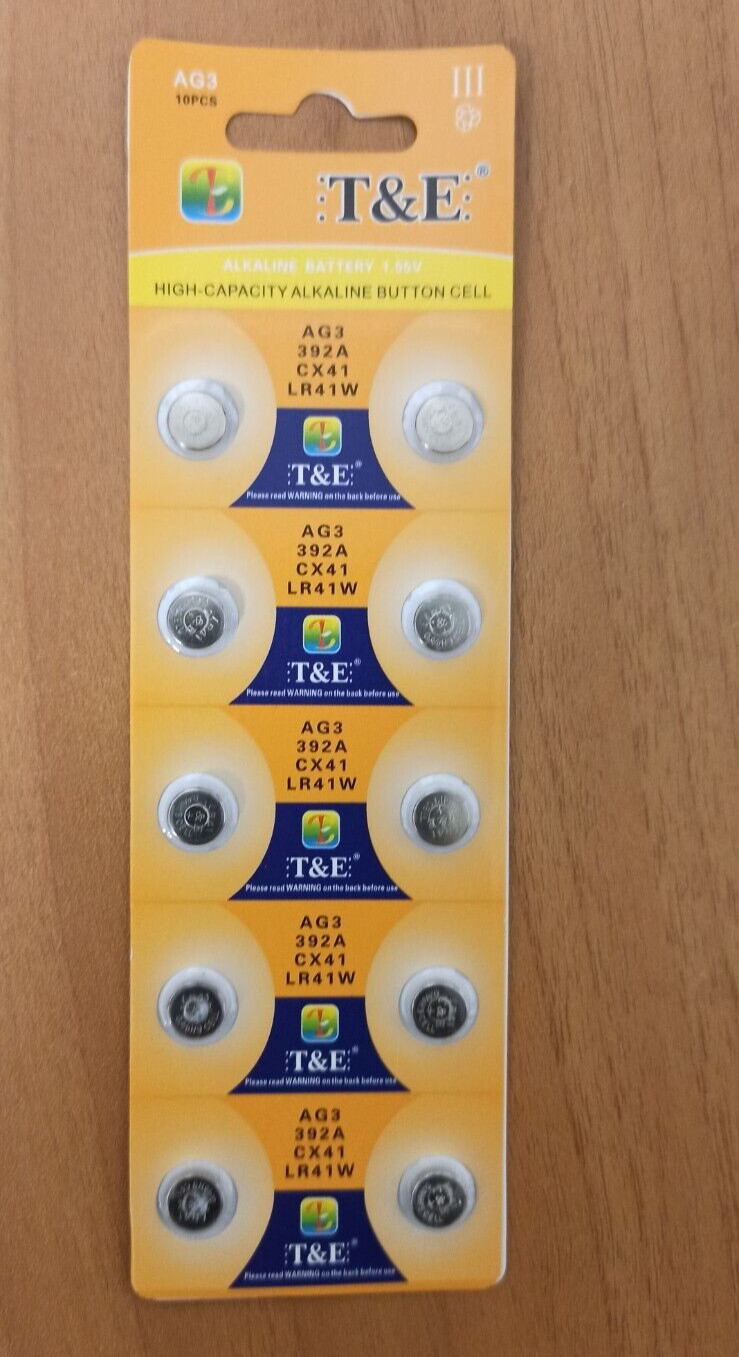 AG3
10PCS
III
T&E®
ALKALINE BATTERY 1.55V
HIGH-CAPACITY ALKALINE BUTTON CELL
AG3
392A
CX41
LR41W
T&E®
Please read WARNING on the back before use
AG3
392A
CX41
LR41W
T&E®
Please read WARNING on the back before use
AG3
392A
CX41
LR41W
T&E®
Please read WARNING on the back before use
AG3
392A
CX41
LR41W
T&E®
Please read WARNING on the back before use
AG3
392A
CX41
LR41W
T&E®
Please read WARNING on the back before use